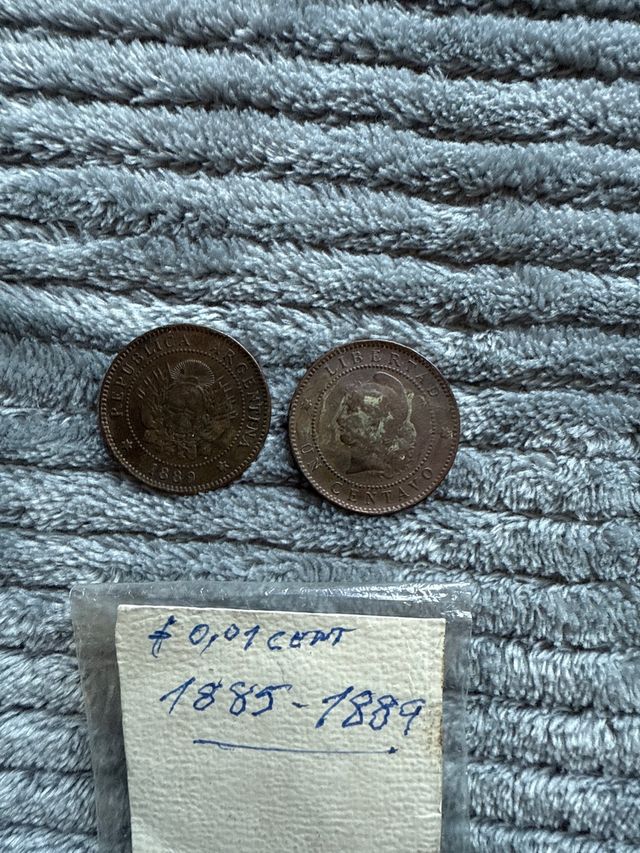 REPUBLICA ARGENTINA
1889
LIBERTAD
UN CENTAVO
$ 0,01 CENT
1885-1889